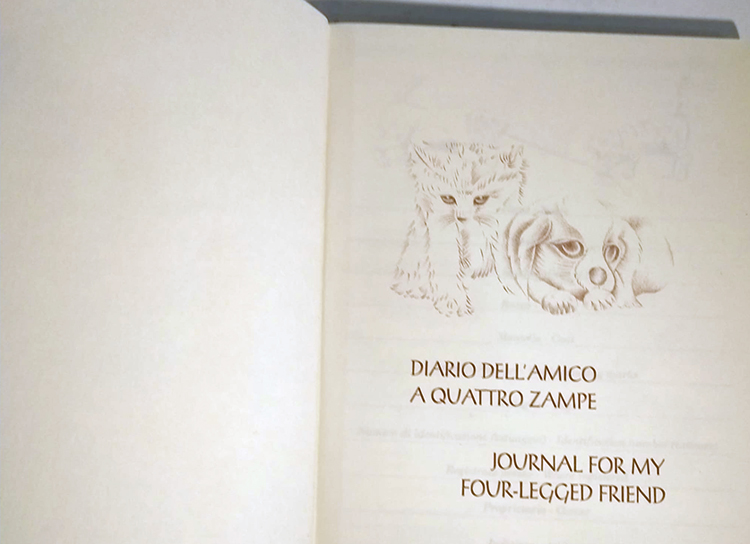 DIARIO DELL'AMICO
A QUATTRO ZAMPE
JOURNAL FOR MY
FOUR-LEGGED FRIEND